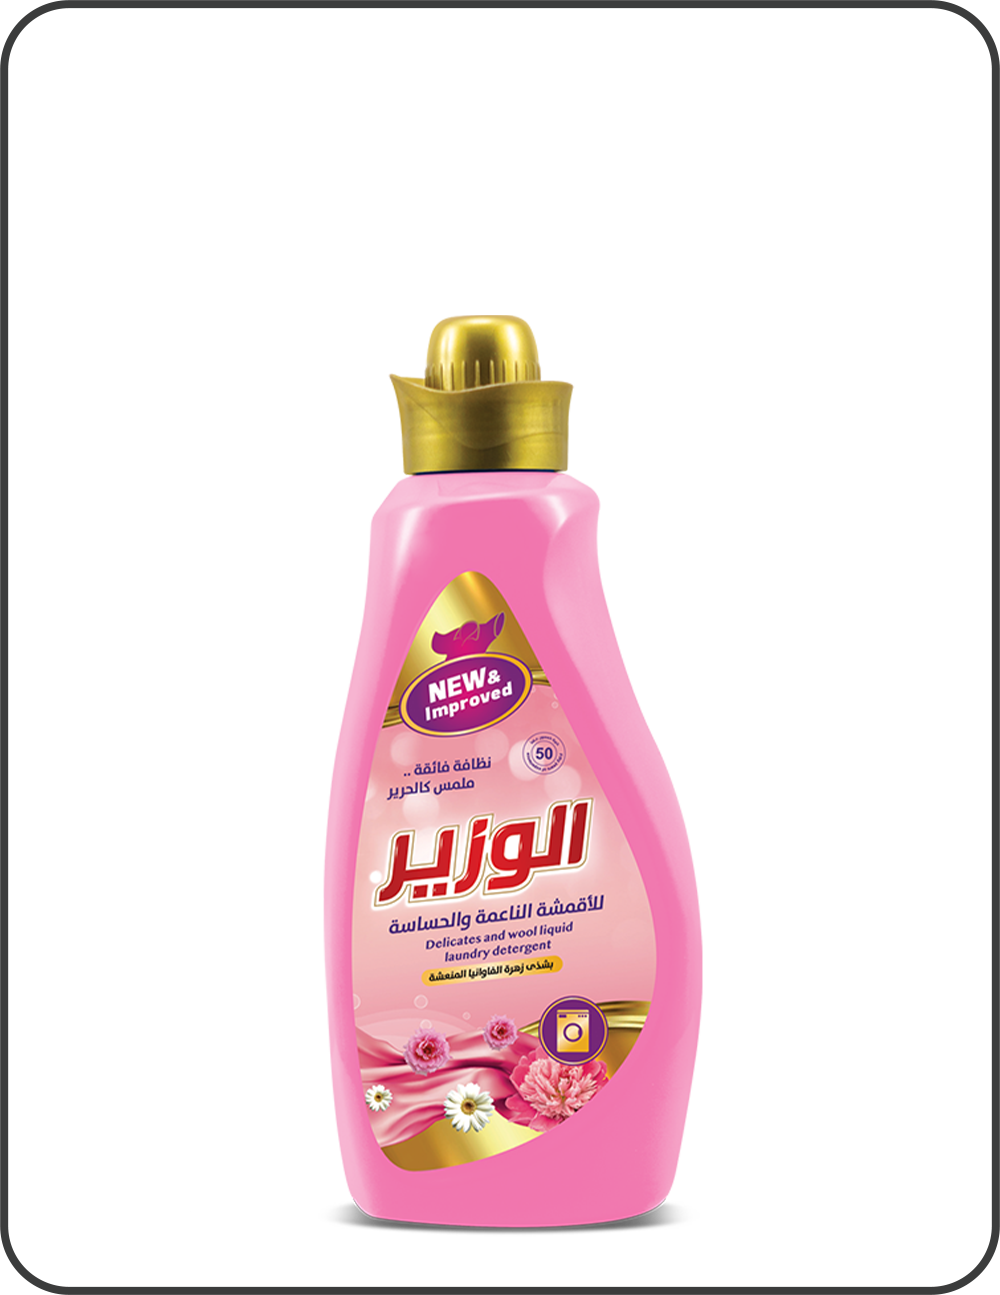 NEW &
Improved
50
نظافة فائقة ..
ملمس كالحرير
الوزير
للأقمشة الناعمة والحساسة
Delicates and wool liquid
laundry detergent
بشذى زهرة الفاوانيا المنعشة